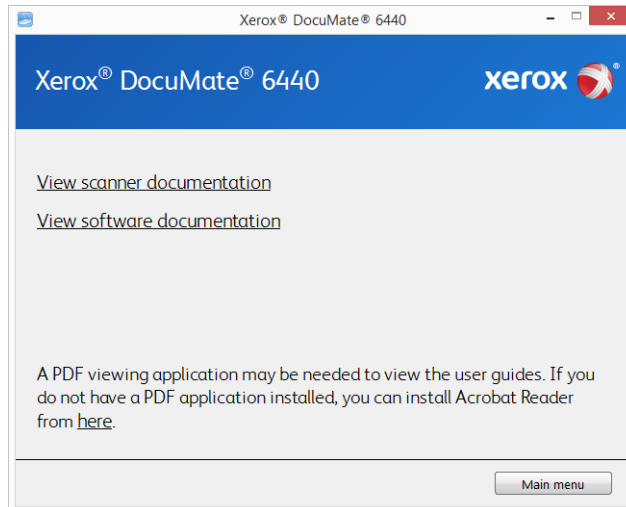 Xerox® DocuMate® 6440
Xerox® DocuMate® 6440
xerox®
View scanner documentation
View software documentation
A PDF viewing application may be needed to view the user guides. If you
do not have a PDF application installed, you can install Acrobat Reader
from here.
Main menu